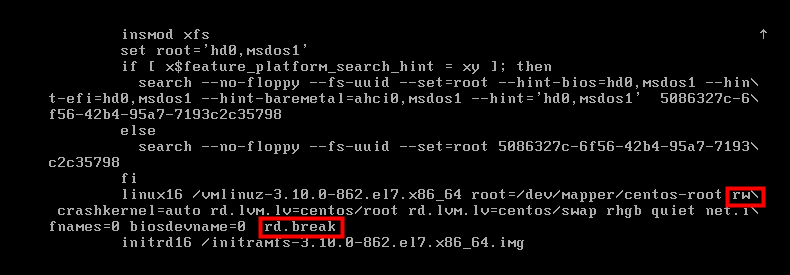 insmod xfs
set root='hd0,msdos1'
if [ x$feature_platform_search_hint = xy ]; then
search --no-floppy --fs-uuid --set=root --hint-bios=hd0,msdos1 --hin\
t-efi=hd0,msdos1 --hint-baremetal=ahci0,msdos1 --hint='hd0,msdos1'  5086327c-6\
f56-42b4-95a7-7193c2c35798
else
search --no-floppy --fs-uuid --set=root 5086327c-6f56-42b4-95a7-7193\
c2c35798
fi
linux16 /vmlinuz-3.10.0-862.el7.x86_64 root=/dev/mapper/centos-root rw\
crashkernel=auto rd.lvm.lv=centos/root rd.lvm.lv=centos/swap rhgb quiet net.i\
fnames=0 biosdevname=0  rd.break
initrd16 /initramfs-3.10.0-862.el7.x86_64.img